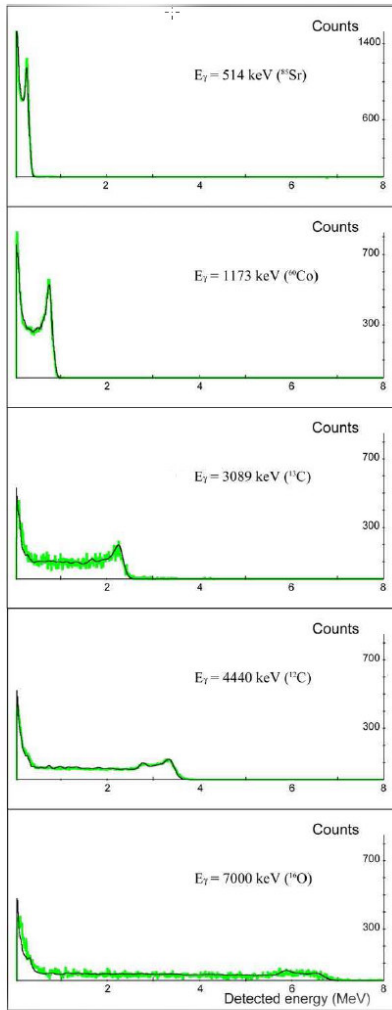 Counts
1400
Eγ = 514 keV (⁸⁵Sr)
600
2 4 6 8
Counts
700
Eγ = 1173 keV (⁶⁰Co)
300
2 4 6 8
Counts
700
Eγ = 3089 keV (¹³C)
300
2 4 6 8
Counts
700
Eγ = 4440 keV (¹²C)
300
2 4 6 8
Counts
700
Eγ = 7000 keV (¹⁶O)
300
2 4 6 8
Detected energy (MeV)